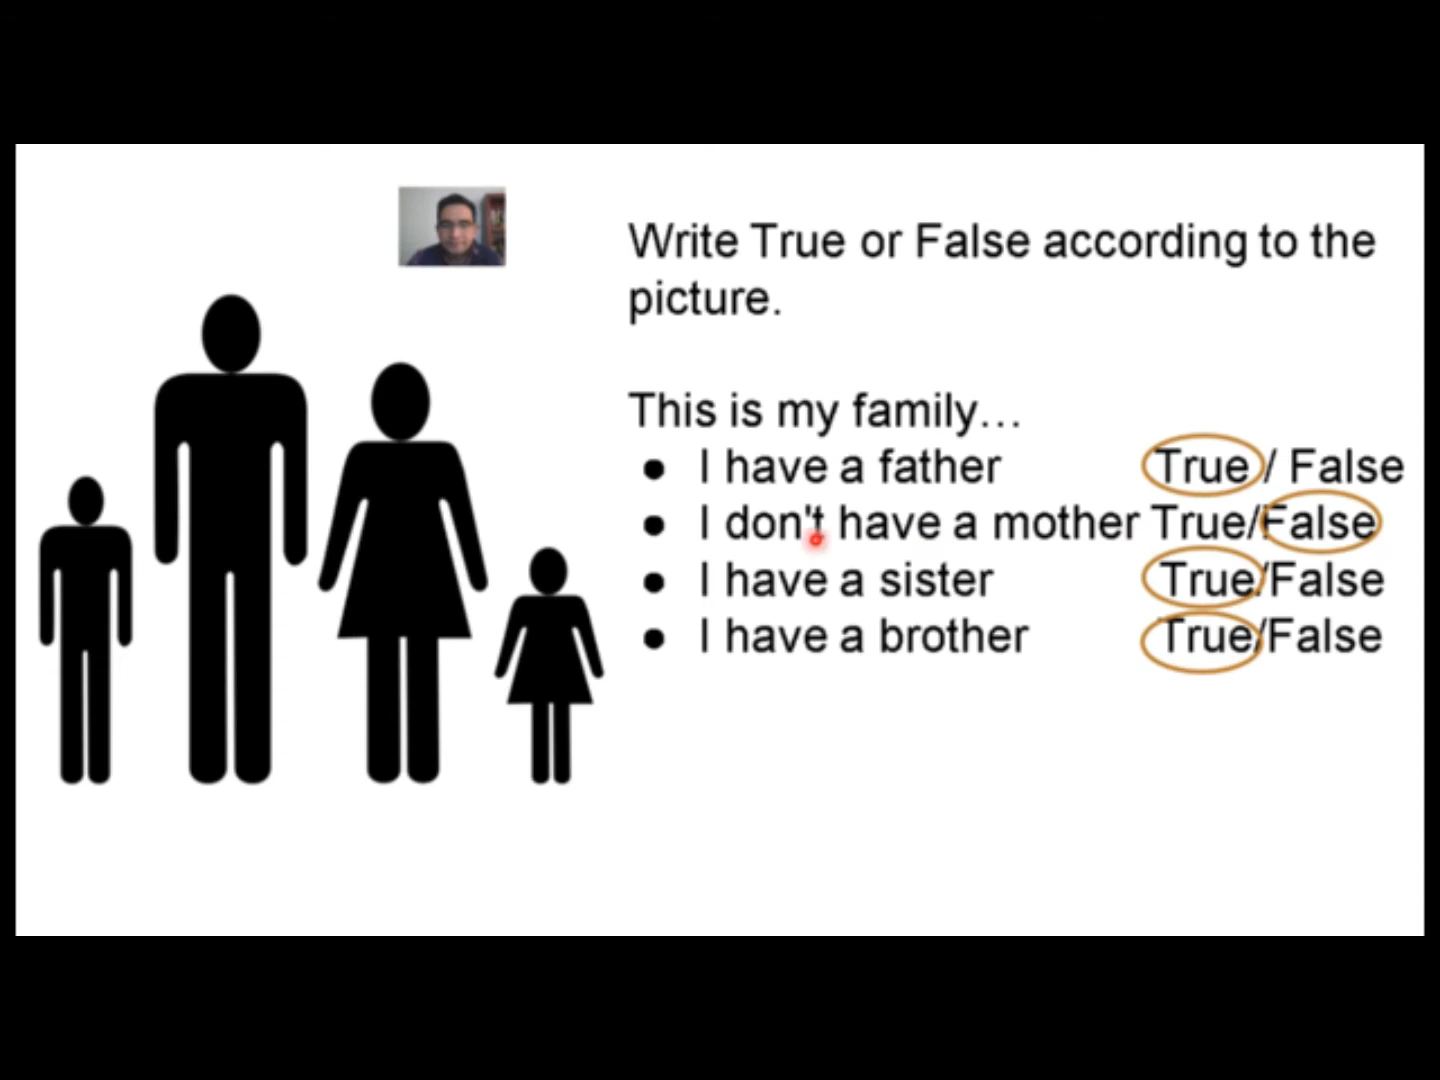 Write True or False according to the
picture.
This is my family…
● I have a father True / False
● I don't have a mother True/False
● I have a sister True/False
● I have a brother True/False